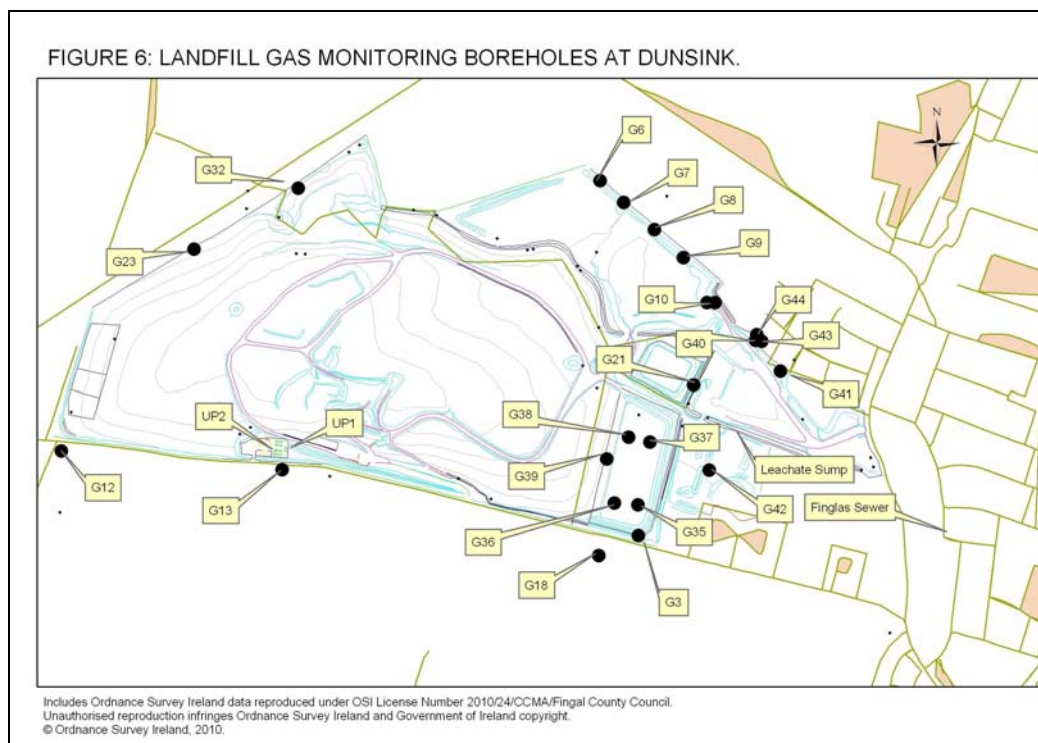 FIGURE 6: LANDFILL GAS MONITORING BOREHOLES AT DUNSINK.
N
G6
G32
G7
G8
G23
G9
G10
G44
G40
G43
G21
G41
G38
UP2
UP1
G37
G39
Leachate Sump
G12
G13
G42
Finglas Sewer
G36
G35
G18
G3
Includes Ordnance Survey Ireland data reproduced under OSI License Number 2010/24/CCMA/Fingal County Council.
Unauthorised reproduction infringes Ordnance Survey Ireland and Government of Ireland copyright.
© Ordnance Survey Ireland, 2010.